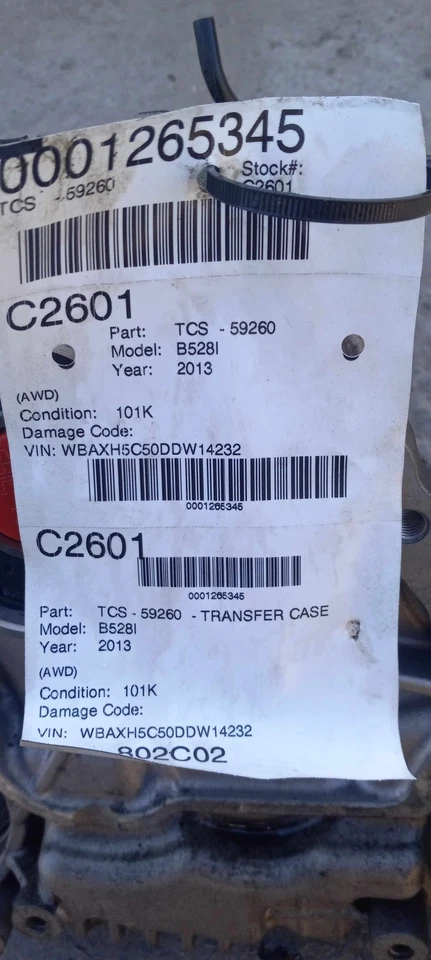 0001265345
TCS - 59260
Stock#:
C2601
C2601
Part: TCS - 59260
Model: B528I
Year: 2013
(AWD)
Condition: 101K
Damage Code:
VIN: WBAXH5C50DDW14232
0001265345
C2601
0001265345
Part: TCS - 59260 - TRANSFER CASE
Model: B528I
Year: 2013
(AWD)
Condition: 101K
Damage Code:
VIN: WBAXH5C50DDW14232
802C02